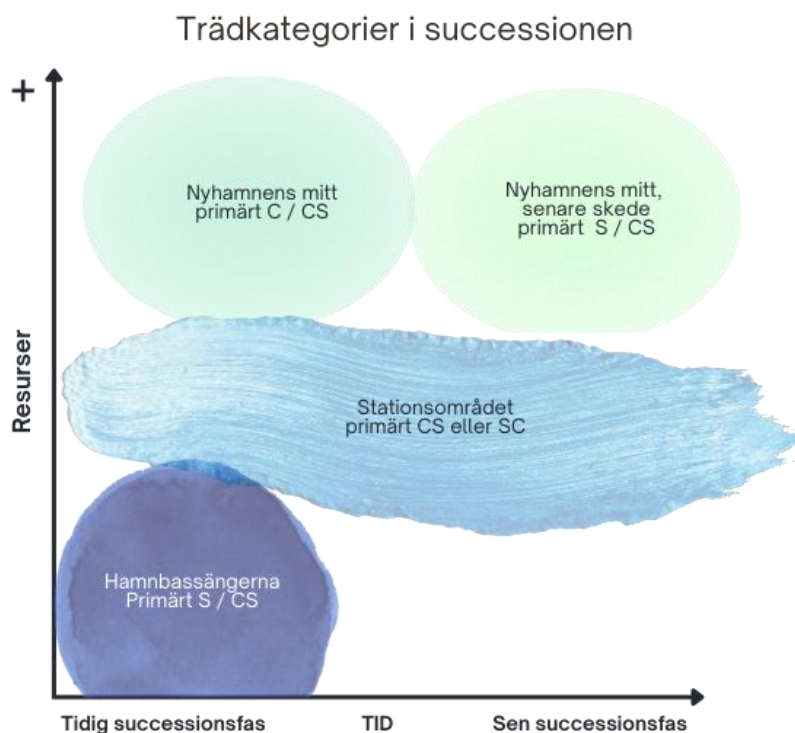 Trädkategorier i successionen
+
Nyhamnens mitt
primärt C / CS
Nyhamnens mitt,
senare skede
primärt S / CS
Resurser
Stationsområdet
primärt CS eller SC
Hamnbassängerna
Primärt S / CS
Tidig successionsfas
TID
Sen successionsfas